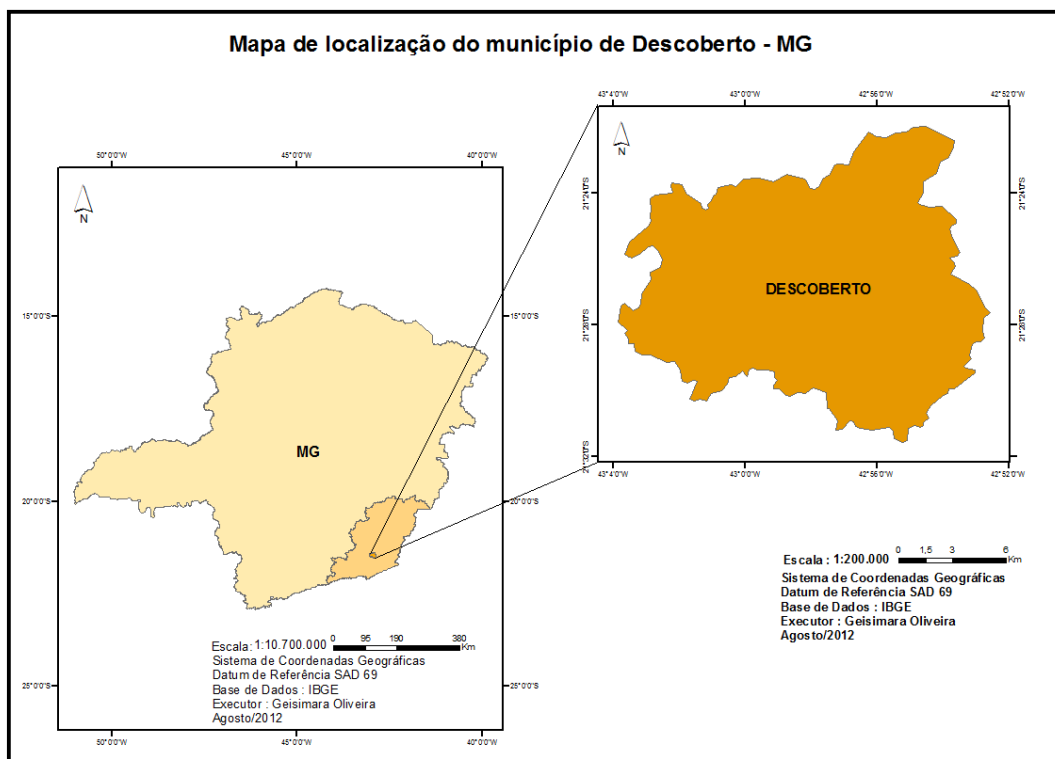 Mapa de localização do município de Descoberto - MG
50°0'0"W 45°0'0"W 40°0'0"W
N
15°0'0"S 15°0'0"S
MG
20°0'0"S 20°0'0"S
25°0'0"S 25°0'0"S
Escala: 1:10.700.000 0 95 190 380
Km
Sistema de Coordenadas Geográficas
Datum de Referência SAD 69
Base de Dados : IBGE
Executor : Geisimara Oliveira
Agosto/2012
50°0'0"W 45°0'0"W 40°0'0"W
43°4'0"W 43°0'0"W 42°56'0"W 42°52'0"W
N
21°24'0"S 21°24'0"S
DESCOBERTO
21°28'0"S 21°28'0"S
21°32'0"S 21°32'0"S
43°4'0"W 43°0'0"W 42°56'0"W 42°52'0"W
Escala : 1:200.000 0 1,5 3 6
Km
Sistema de Coordenadas Geográficas
Datum de Referência SAD 69
Base de Dados : IBGE
Executor : Geisimara Oliveira
Agosto/2012